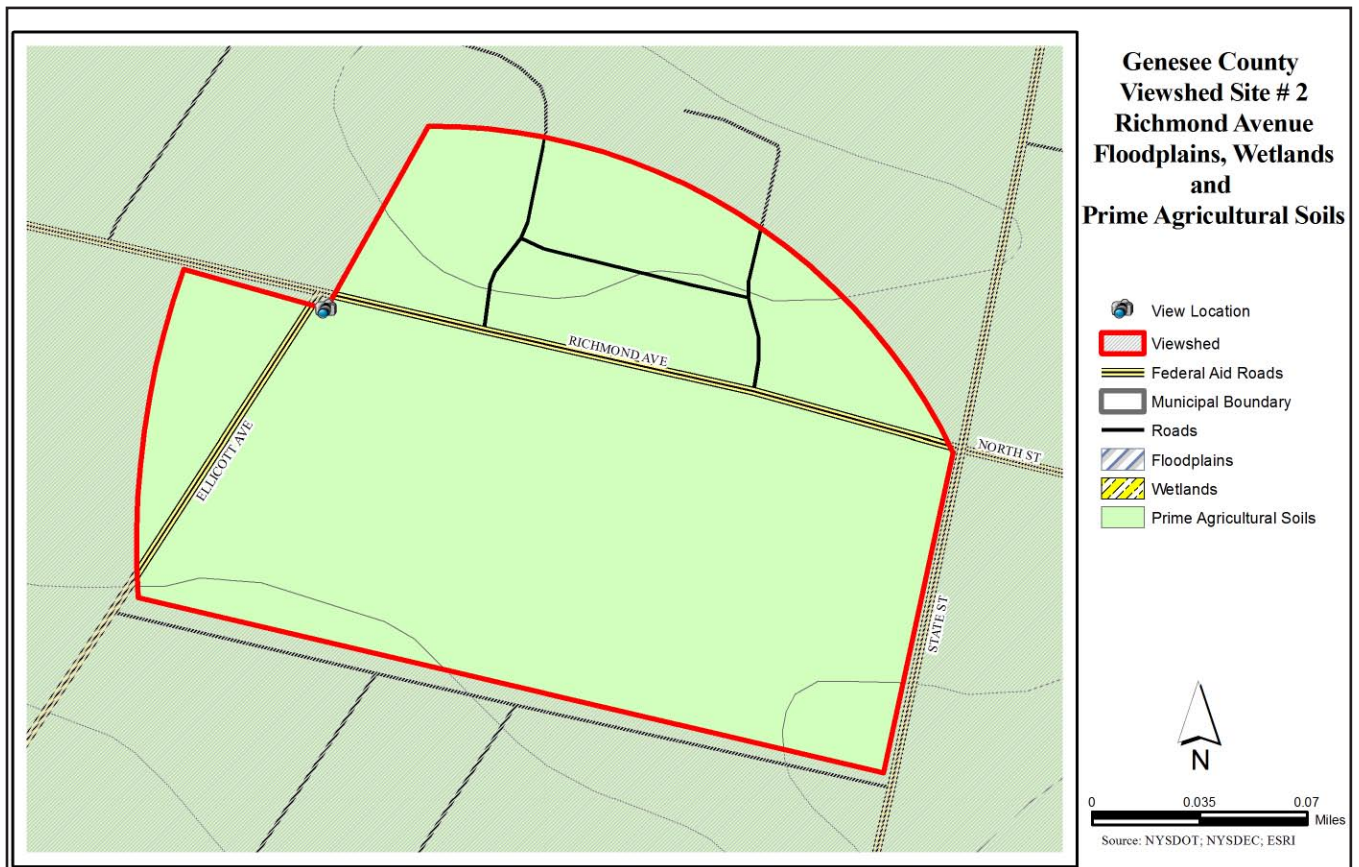 Genesee County
Viewshed Site # 2
Richmond Avenue
Floodplains, Wetlands
and
Prime Agricultural Soils
View Location
Viewshed
Federal Aid Roads
Municipal Boundary
Roads
Floodplains
Wetlands
Prime Agricultural Soils
RICHMOND AVE
ELLICOTT AVE
NORTH ST
STATE ST
N
0 0.035 0.07
Miles
Source: NYSDOT; NYSDEC; ESRI